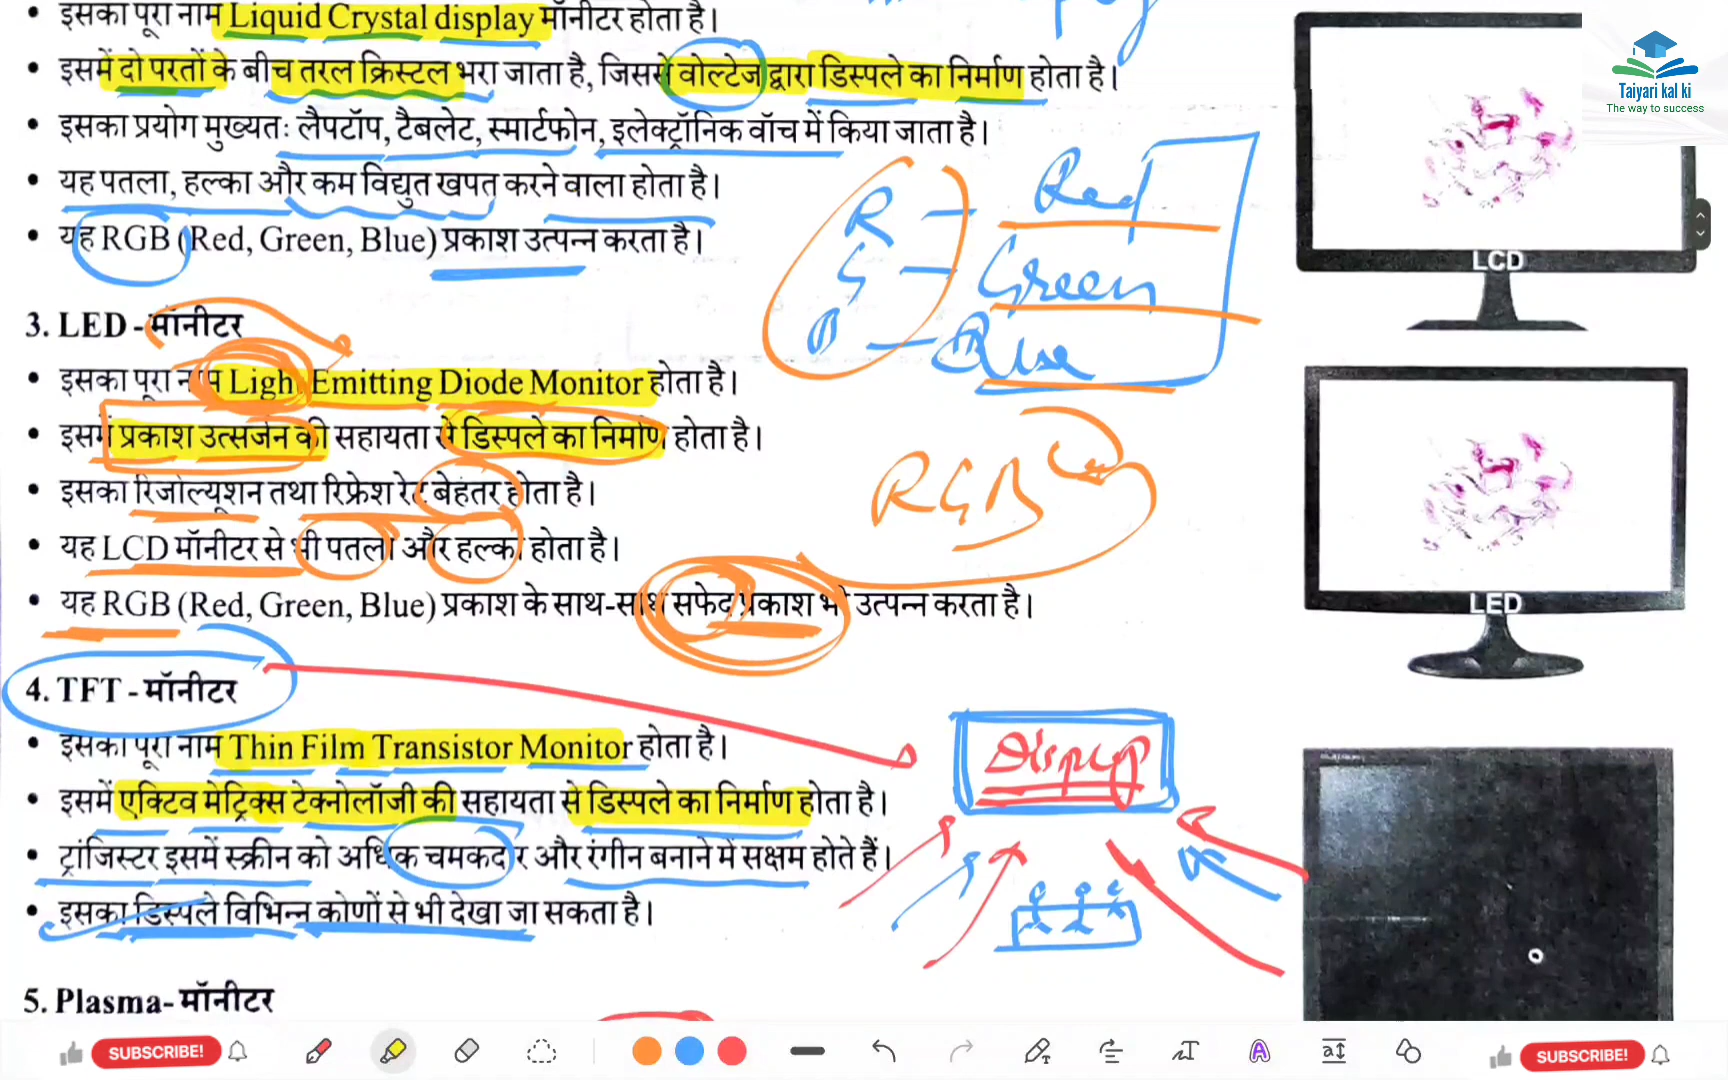 • इसका पूरा नाम Liquid Crystal display मॉनीटर होता है।
• इसमें दो परतों के बीच तरल क्रिस्टल भरा जाता है, जिससे वोल्टेज द्वारा डिस्पले का निर्माण होता है।
• इसका प्रयोग मुख्यतः लैपटॉप, टैबलेट, स्मार्टफोन, इलेक्ट्रॉनिक वॉच में किया जाता है।
• यह पतला, हल्का और कम विद्युत खपत करने वाला होता है।
• यह RGB (Red, Green, Blue) प्रकाश उत्पन्न करता है।
R - Red
G - Green
B - Blue
Taiyari kal ki
The way to success
LCD
3. LED - मॉनीटर
• इसका पूरा नाम Light Emitting Diode Monitor होता है।
• इसमें प्रकाश उत्सर्जन की सहायता से डिस्पले का निर्माण होता है।
• इसका रिजॉल्यूशन तथा रिफ्रेश रेट बेहतर होता है।
• यह LCD मॉनीटर से भी पतला और हल्का होता है।
• यह RGB (Red, Green, Blue) प्रकाश के साथ-साथ सफेद प्रकाश भी उत्पन्न करता है।
RGB
LED
4. TFT - मॉनीटर
• इसका पूरा नाम Thin Film Transistor Monitor होता है।
• इसमें एक्टिव मेट्रिक्स टेक्नोलॉजी की सहायता से डिस्पले का निर्माण होता है।
• ट्रांजिस्टर इसमें स्क्रीन को अधिक चमकदार और रंगीन बनाने में सक्षम होते हैं।
• इसका डिस्पले विभिन्न कोणों से भी देखा जा सकता है।
Display
5. Plasma- मॉनीटर
SUBSCRIBE!
SUBSCRIBE!